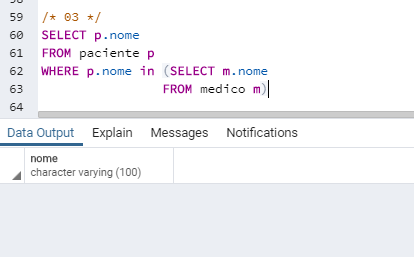 58
59 /* 03 */
60 SELECT p.nome
61 FROM paciente p
62 WHERE p.nome in (SELECT m.nome
63 FROM medico m)
64
Data Output Explain Messages Notifications
nome
character varying (100)